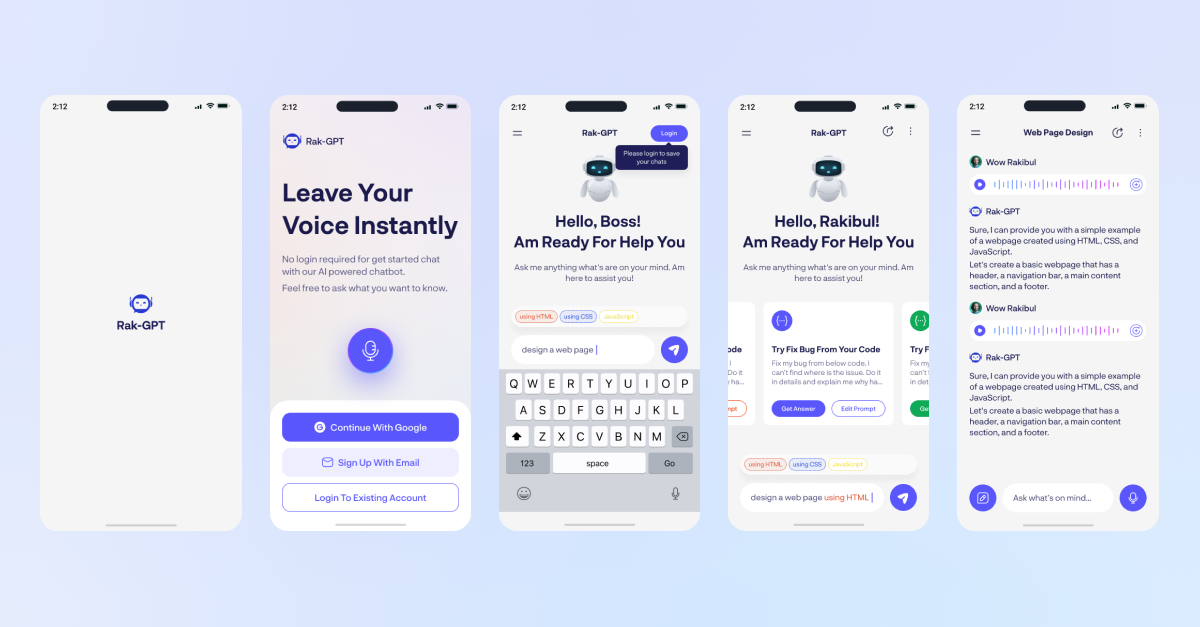 2:12
Rak-GPT
2:12
Rak-GPT
Leave Your
Voice Instantly
No login required for get started chat
with our AI powered chatbot.
Feel free to ask what you want to know.
Continue With Google
Sign Up With Email
Login To Existing Account
2:12
Rak-GPT
Login
Please login to save
your chats
Hello, Boss!
Am Ready For Help You
Ask me anything what's are on your mind. Am
here to assist you!
using HTML using CSS JavaScript
design a web page
Q W E R T Y U I O P
A S D F G H J K L
Z X C V B N M
123 space Go
2:12
Rak-GPT
Hello, Rakibul!
Am Ready For Help You
Ask me anything what's are on your mind. Am
here to assist you!
ode
, I
Do it
y ha...
mpt
Try Fix Bug From Your Code
Fix my bug from below code, I
can't find where is the issue. Do it
in details and explain me why ha...
Get Answer Edit Prompt
Try Fi
Fix my
can't f
in deta
Ge
using HTML using CSS JavaScript
design a web page using HTML
2:12
Web Page Design
Wow Rakibul
Rak-GPT
Sure, I can provide you with a simple example
of a webpage created using HTML, CSS, and
JavaScript.
Let's create a basic webpage that has a
header, a navigation bar, a main content
section, and a footer.
Wow Rakibul
Rak-GPT
Sure, I can provide you with a simple example
of a webpage created using HTML, CSS, and
JavaScript.
Let's create a basic webpage that has a
header, a navigation bar, a main content
section, and a footer.
Ask what's on mind...